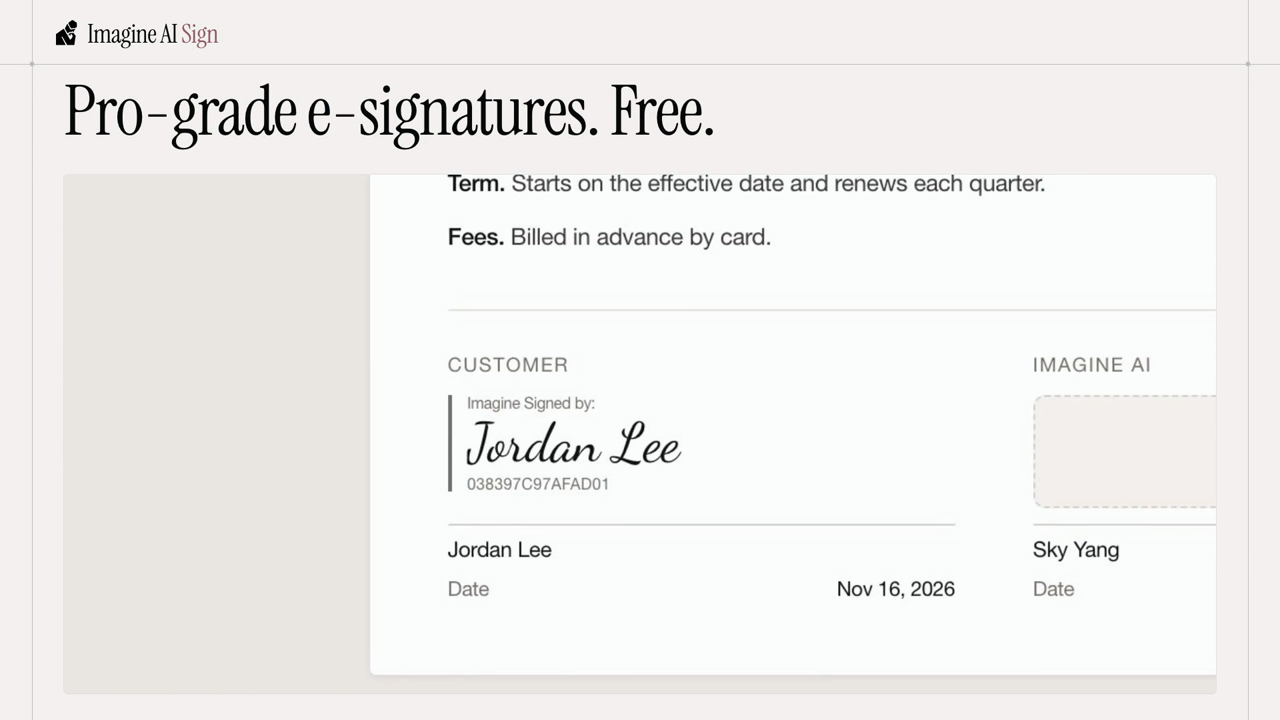 Imagine AI Sign
Pro-grade e-signatures. Free.
Term. Starts on the effective date and renews each quarter.
Fees. Billed in advance by card.
CUSTOMER
Imagine Signed by:
Jordan Lee
038397C97AFAD01
Jordan Lee
Date Nov 16, 2026
IMAGINE AI
Sky Yang
Date